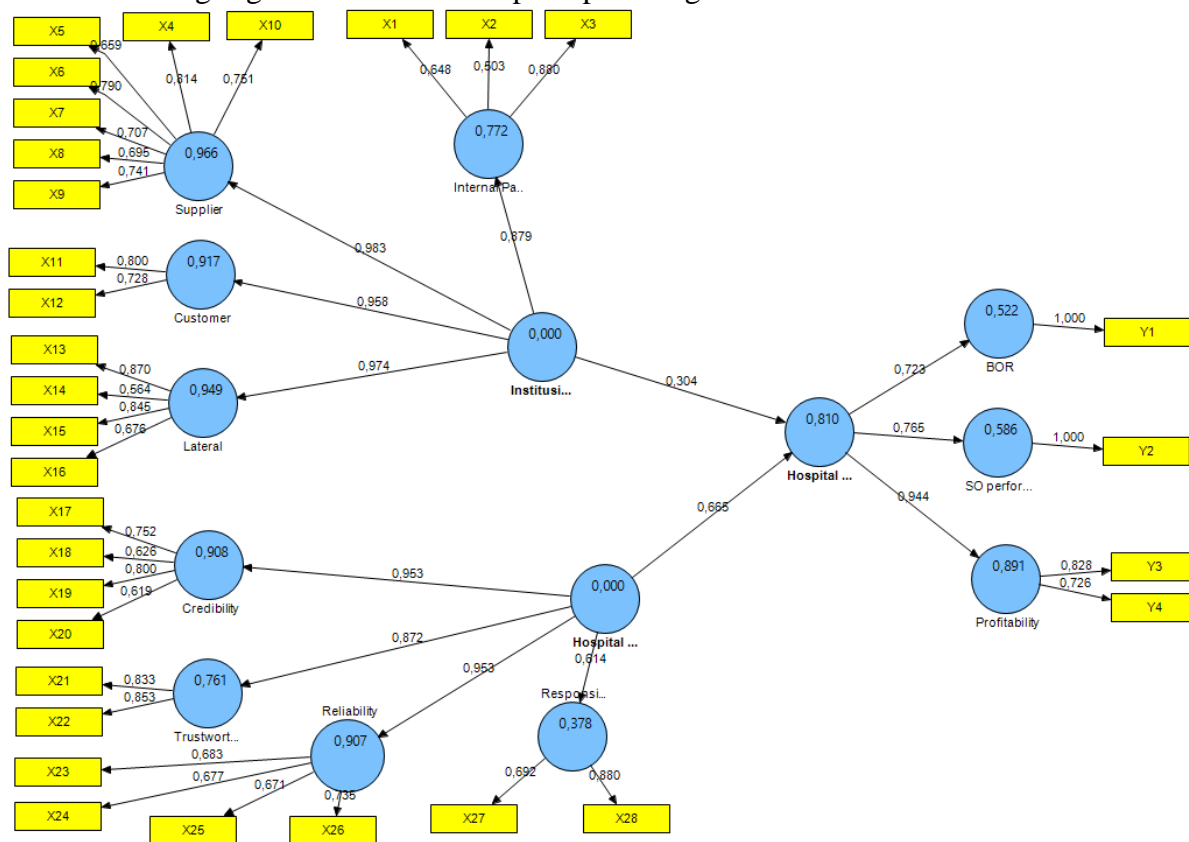 X5
X4
X10
X1
X2
X3
0,659
0,814
0,751
0,648
0,503
0,880
X6
0,790
X7
0,707
X8
0,695
X9
0,741
0,966
Supplier
0,772
Internal Pa..
0,983
0,879
X11
0,800
X12
0,728
0,917
Customer
0,958
X13
0,870
X14
0,564
X15
0,845
X16
0,676
0,949
Lateral
0,974
0,000
Institusi...
0,304
0,810
Hospital ...
0,723
0,522
BOR
1,000
Y1
0,765
0,586
SO perfor...
1,000
Y2
0,944
0,891
Profitability
0,828
Y3
0,726
Y4
0,665
X17
0,752
X18
0,626
X19
0,800
X20
0,619
0,908
Credibility
0,953
0,000
Hospital ...
X21
0,833
X22
0,853
0,761
Trustwort...
0,872
Reliability
0,907
0,953
X23
0,683
X24
0,677
X25
0,671
X26
0,735
0,614
Responsi...
0,378
0,692
0,880
X27
X28